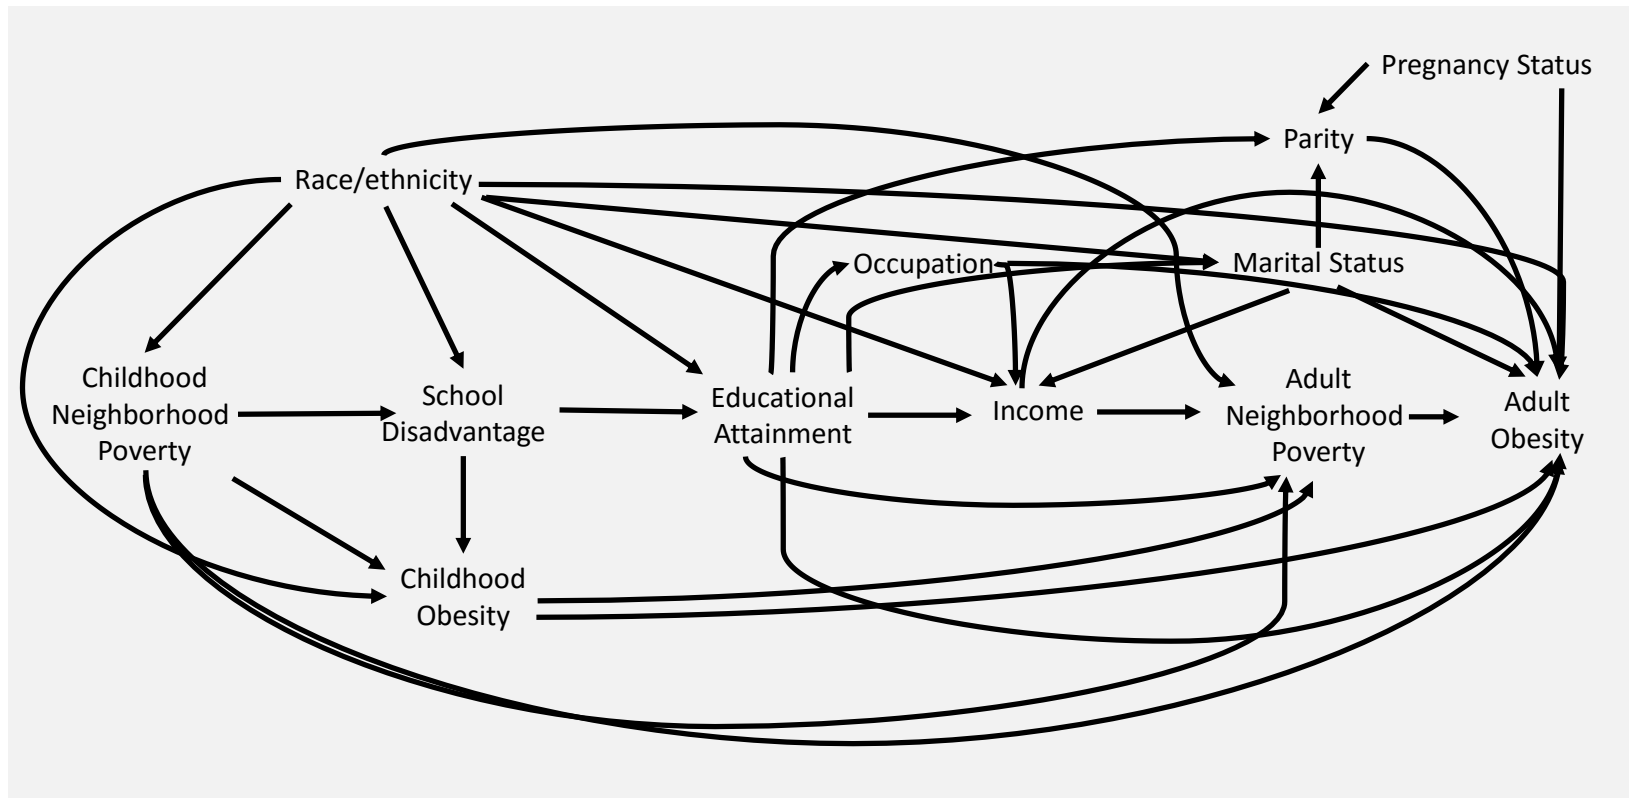 Pregnancy Status
Parity
Race/ethnicity
Occupation
Marital Status
Childhood
Neighborhood
Poverty
School
Disadvantage
Educational
Attainment
Income
Adult
Neighborhood
Poverty
Adult
Obesity
Childhood
Obesity